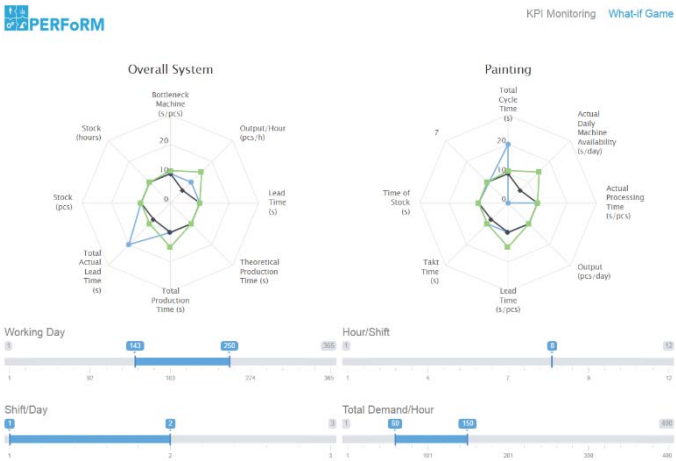 PERFoRM
KPI Monitoring What-if Game
Overall System
Bottleneck
Machine
(s/pcs)
Output/Hour
(pcs/h)
Lead
Time
(s)
Theoretical
Production
Time (s)
Total
Production
Time (s)
Total
Actual
Lead
Time
(s)
Stock
(pcs)
Stock
(hours)
20
10
0
Painting
Total
Cycle
Time
(s)
Actual
Daily
Machine
Availability
(s/day)
Actual
Processing
Time
(s/pcs)
Output
(pcs/day)
Lead
Time
(s/pcs)
Takt
Time
(s)
Time of
Stock
(s)
7
20
10
0
Working Day
1 143 250 365
1 92 183 274 365
Hour/Shift
1 8 12
1 4 7 9 12
Shift/Day
1 2 3
1 2 3
Total Demand/Hour
1 60 150 400
1 101 201 300 400